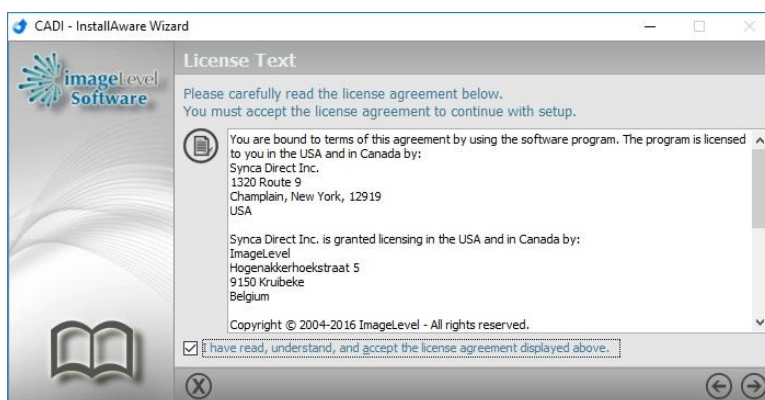 CADI - InstallAware Wizard
imageLevel
Software
License Text
Please carefully read the license agreement below.
You must accept the license agreement to continue with setup.
You are bound to terms of this agreement by using the software program. The program is licensed
to you in the USA and in Canada by:
Synca Direct Inc.
1320 Route 9
Champlain, New York, 12919
USA
Synca Direct Inc. is granted licensing in the USA and in Canada by:
ImageLevel
Hogenakkerhoekstraat 5
9150 Kruibeke
Belgium
Copyright © 2004-2016 ImageLevel - All rights reserved.
I have read, understand, and accept the license agreement displayed above.